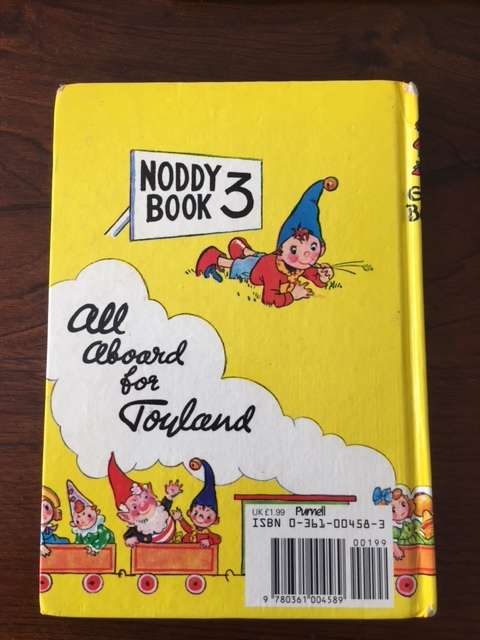 NODDY
BOOK 3
All
Aboard
for
Toyland
UK £1.99 Purnell
ISBN 0-361-00458-3
00199
9 780361 004589